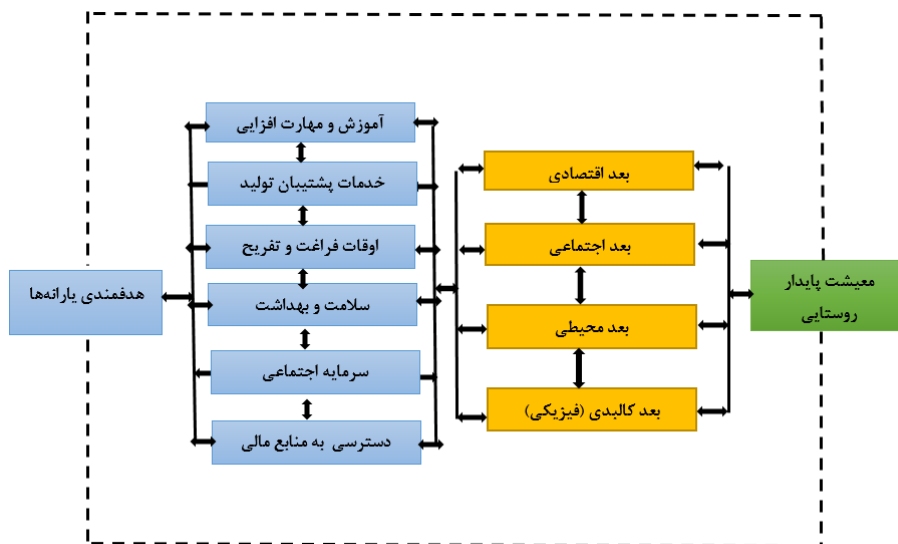 معیشت پایدار
روستایی
بعد اقتصادی
بعد اجتماعی
بعد محیطی
بعد کالبدی (فیزیکی)
آموزش و مهارت افزایی
خدمات پشتیبان تولید
اوقات فراغت و تفریح
سلامت و بهداشت
سرمایه اجتماعی
دسترسی به منابع مالی
هدفمندی یارانه‌ها